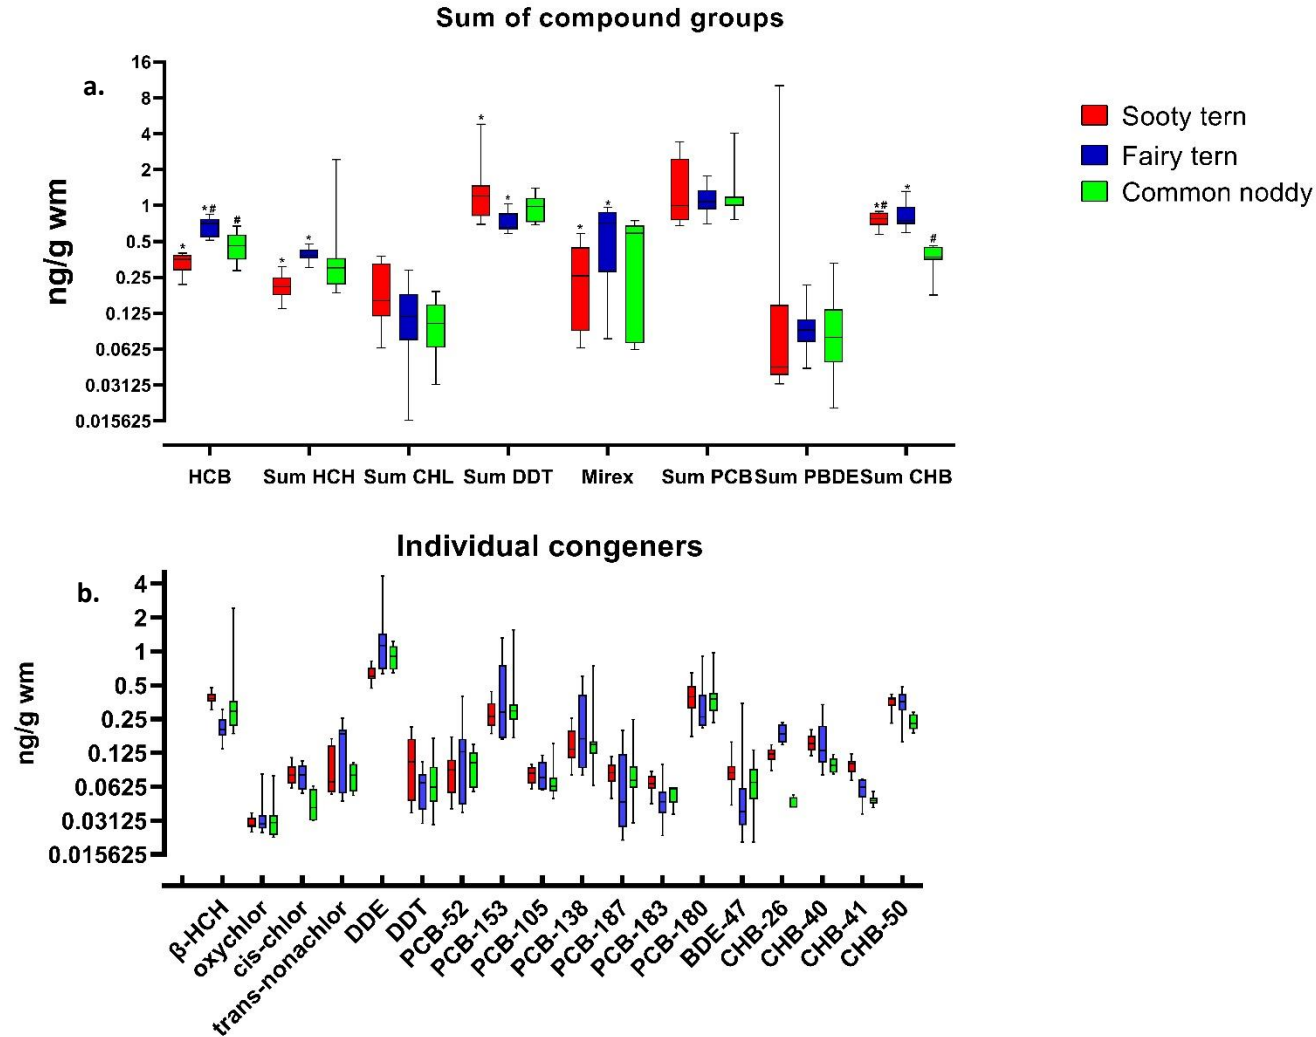 Sum of compound groups
a.
ng/g wm
16
8
4
2
1
0.5
0.25
0.125
0.0625
0.03125
0.015625
* *# #
* *
* *
* *
*# * #
HCB Sum HCH Sum CHL Sum DDT Mirex Sum PCB Sum PBDE Sum CHB
Sooty tern
Fairy tern
Common noddy
Individual congeners
b.
ng/g wm
4
2
1
0.5
0.25
0.125
0.0625
0.03125
0.015625
β-HCH
oxychlor
cis-chlor
trans-nonachlor
DDE
DDT
PCB-52
PCB-153
PCB-105
PCB-138
PCB-187
PCB-183
PCB-180
BDE-47
CHB-26
CHB-40
CHB-41
CHB-50